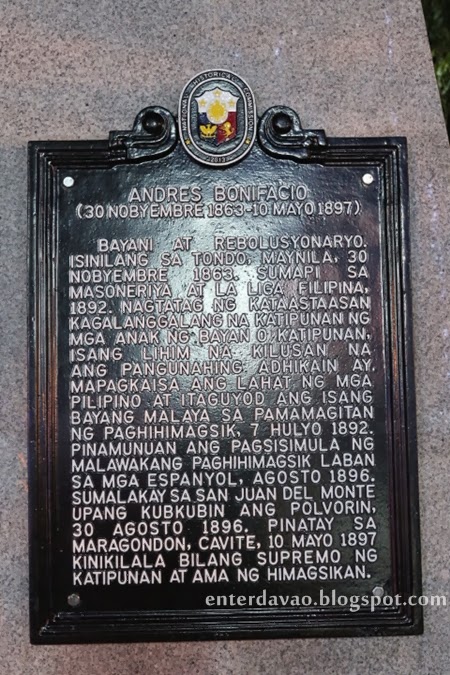 NATIONAL HISTORICAL COMMISSION
ANDRES BONIFACIO
(30 NOBYEMBRE 1863-10 MAYO 1897)
BAYANI AT REBOLUSYONARYO.
ISINILANG SA TONDO, MAYNILA, 30
NOBYEMBRE 1863. SUMAPI SA
MASONERIYA AT LA LIGA FILIPINA,
1892. NAGTATAG NG KATAASTAASAN
KAGALANGGALANG NA KATIPUNAN NG
MGA ANAK NG BAYAN O KATIPUNAN,
ISANG LIHIM NA KILUSAN NA
ANG PANGUNAHING ADHIKAIN AY,
MAPAGKAISA ANG LAHAT NG MGA
PILIPINO AT ITAGUYOD ANG ISANG
BAYANG MALAYA SA PAMAMAGITAN
NG PAGHIHIMAGSIK, 7 HULYO 1892.
PINAMUNUAN ANG PAGSISIMULA NG
MALAWAKANG PAGHIHIMAGSIK LABAN
SA MGA ESPANYOL, AGOSTO 1896.
SUMALAKAY SA SAN JUAN DEL MONTE
UPANG KUBKUBIN ANG POLVORIN,
30 AGOSTO 1896. PINATAY SA
MARAGONDON, CAVITE, 10 MAYO 1897
KINIKILALA BILANG SUPREMO NG
KATIPUNAN AT AMA NG HIMAGSIKAN.
enterdavao.blogspot.com